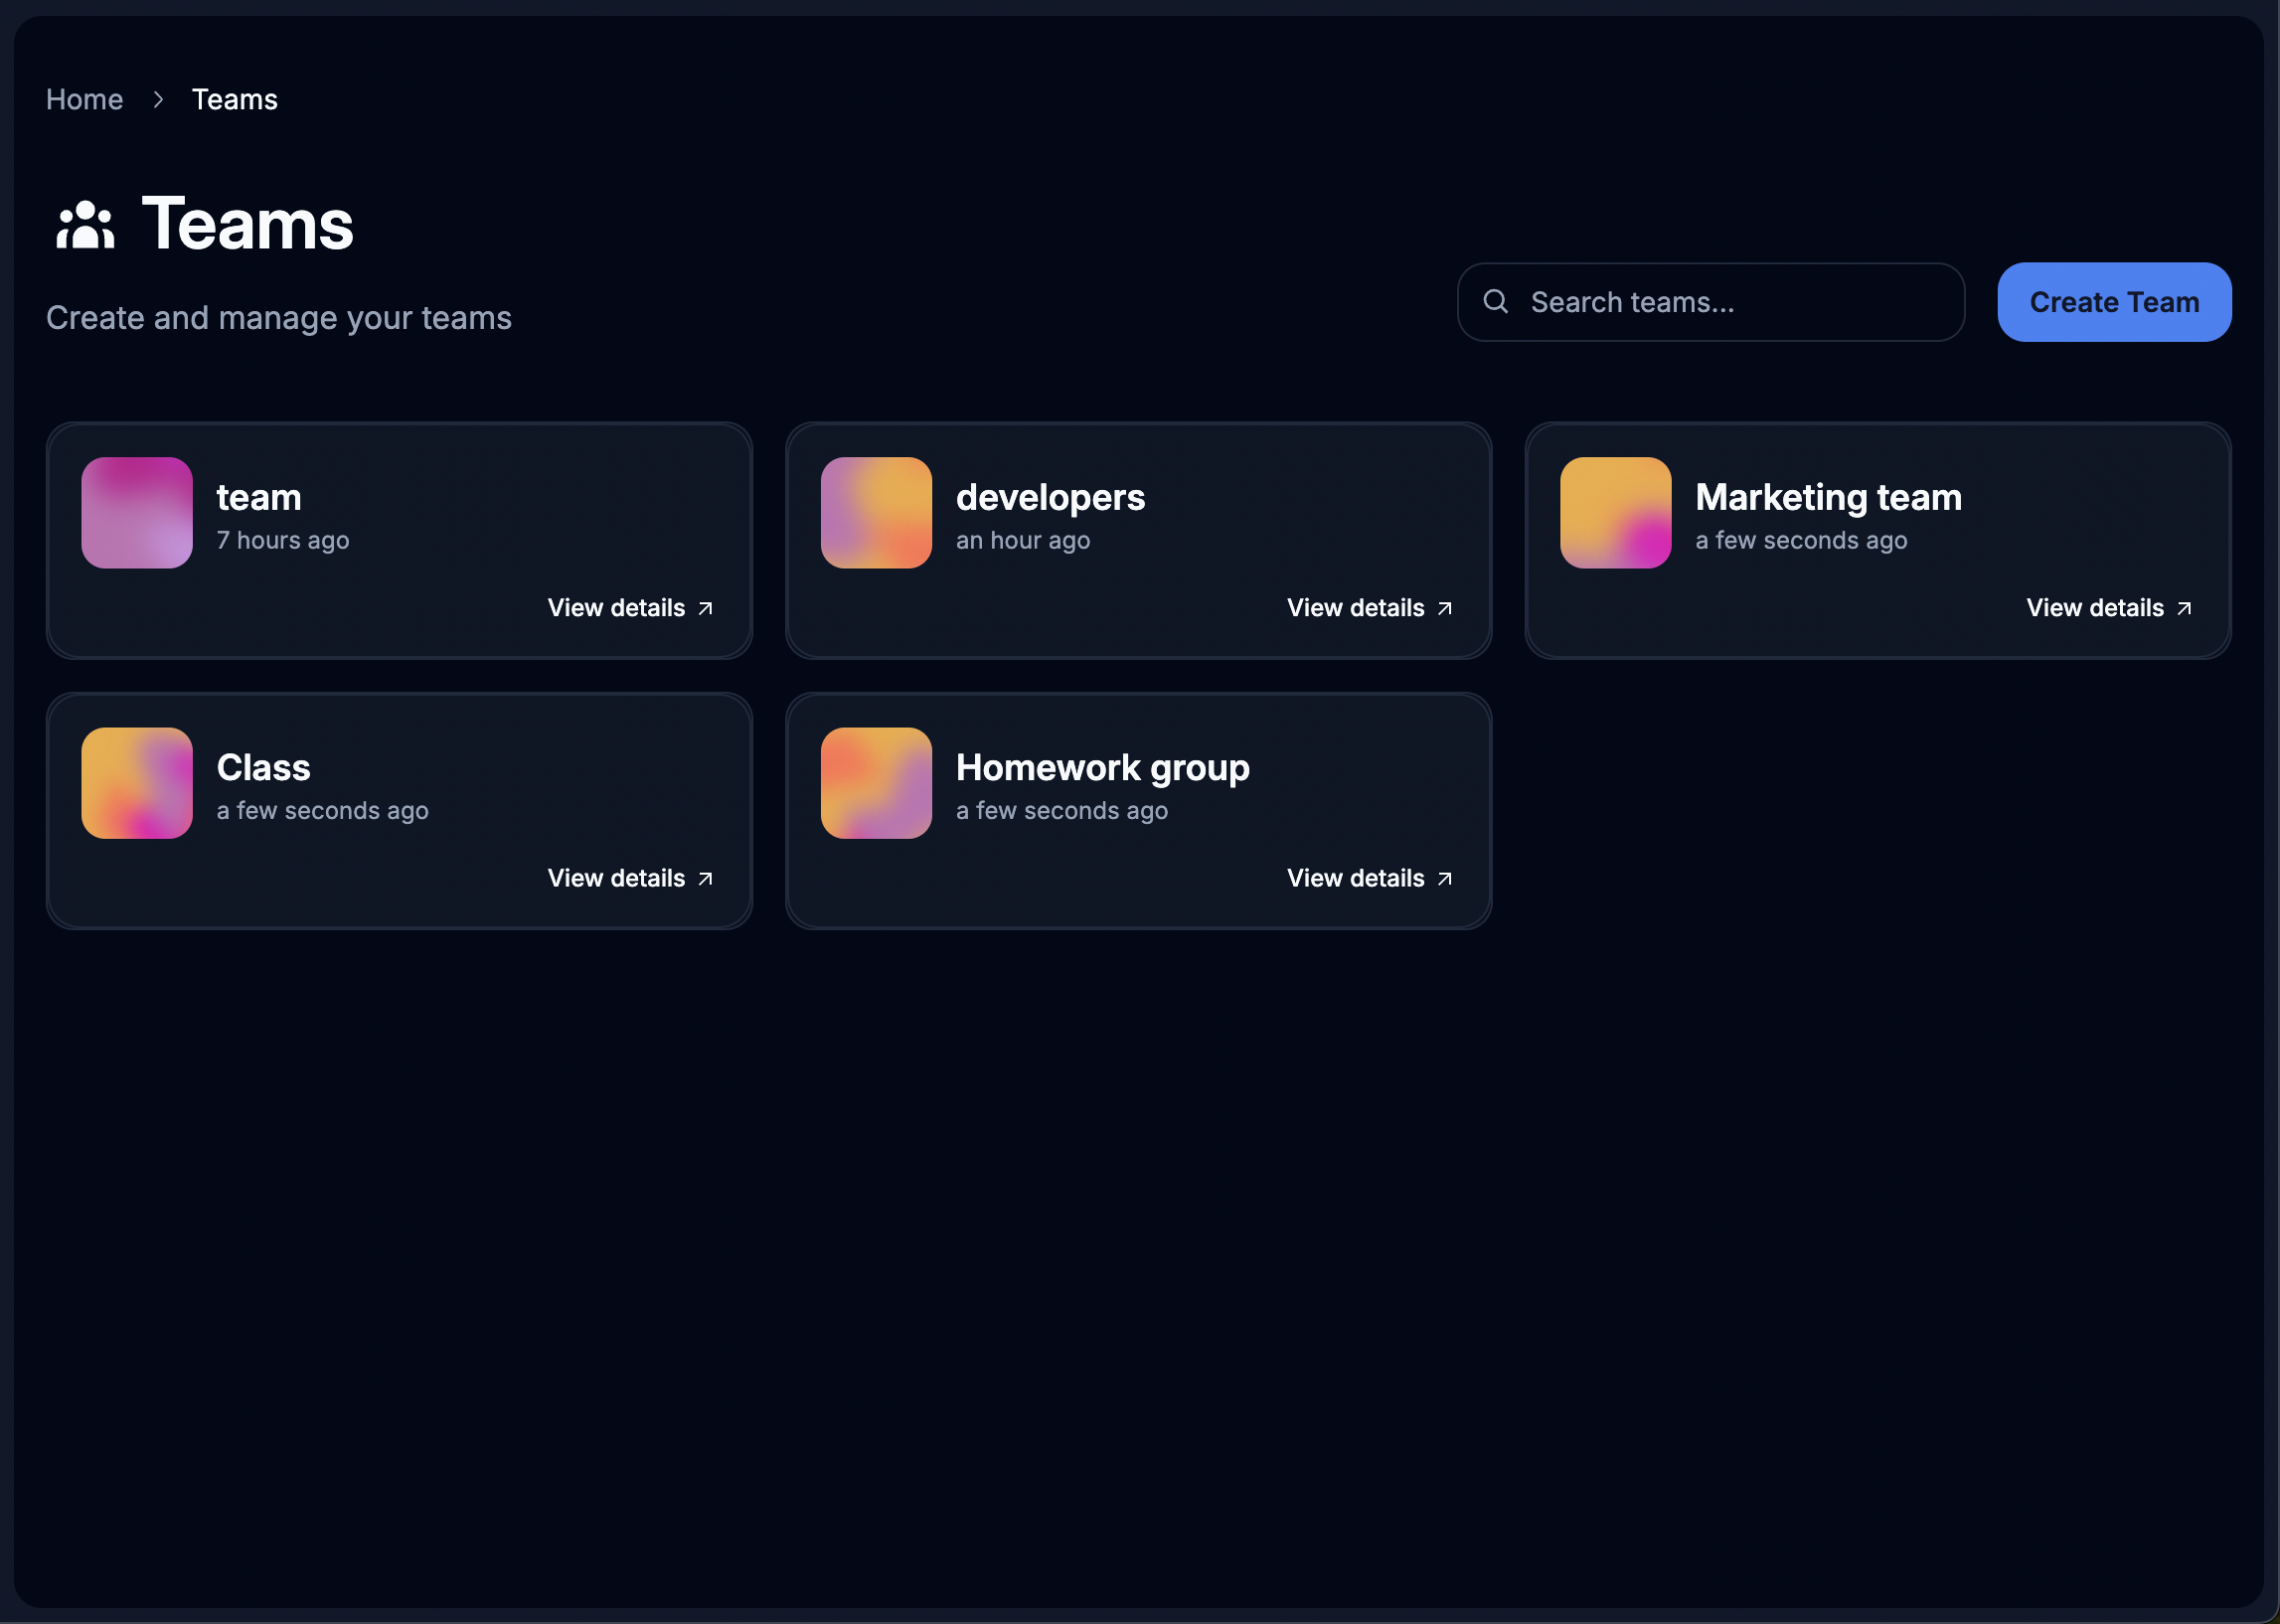 Home
Teams
Teams
Create and manage your teams
Search teams...
Create Team
team
7 hours ago
View details
developers
an hour ago
View details
Marketing team
a few seconds ago
View details
Class
a few seconds ago
View details
Homework group
a few seconds ago
View details